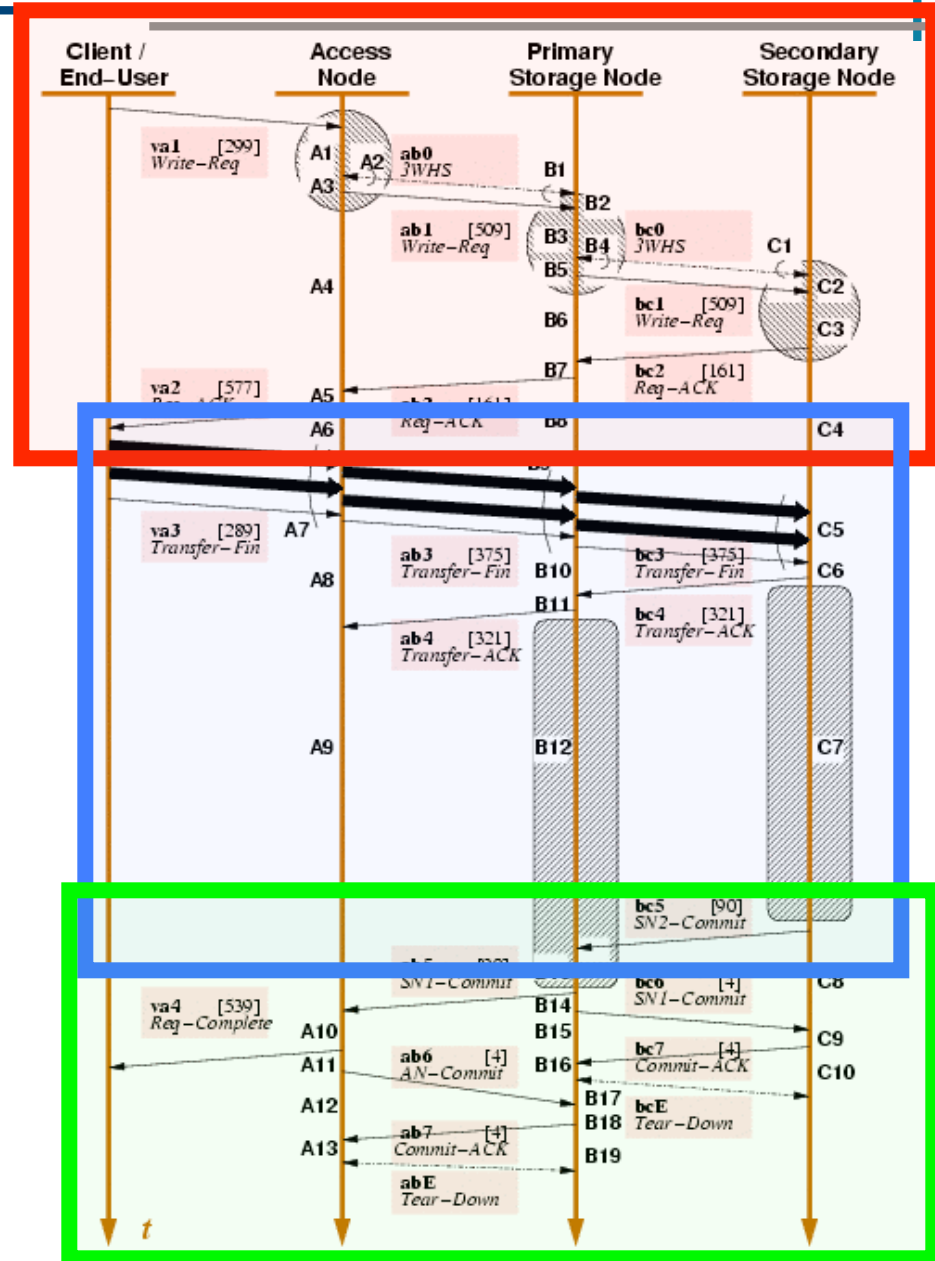 Client /
End–User
Access
Node
Primary
Storage Node
Secondary
Storage Node
va1 [299]
Write–Req
A1
A2
A3
ab0
3WHS
B1
B2
ab1 [509]
Write–Req
B3
B4
B5
bc0
3WHS
C1
C2
A4
B6
bc1 [509]
Write–Req
C3
B7
bc2 [161]
Req–ACK
va2 [577]
A5
Req–ACK
A6
C4
va3 [289]
Transfer–Fin
A7
C5
ab3 [375]
Transfer–Fin
B10
bc3 [375]
Transfer–Fin
C6
A8
B11
bc4 [321]
Transfer–ACK
ab4 [321]
Transfer–ACK
A9
B12
C7
bc5 [90]
SN2–Commit
SN1–Commit
bc6 [4]
SN1–Commit
C8
va4 [539]
Req–Complete
A10
B14
B15
C9
A11
ab6 [4]
AN–Commit
B16
bc7 [4]
Commit–ACK
C10
A12
B17
B18
bcE
Tear–Down
A13
ab7 [4]
Commit–ACK
B19
abE
Tear–Down
t